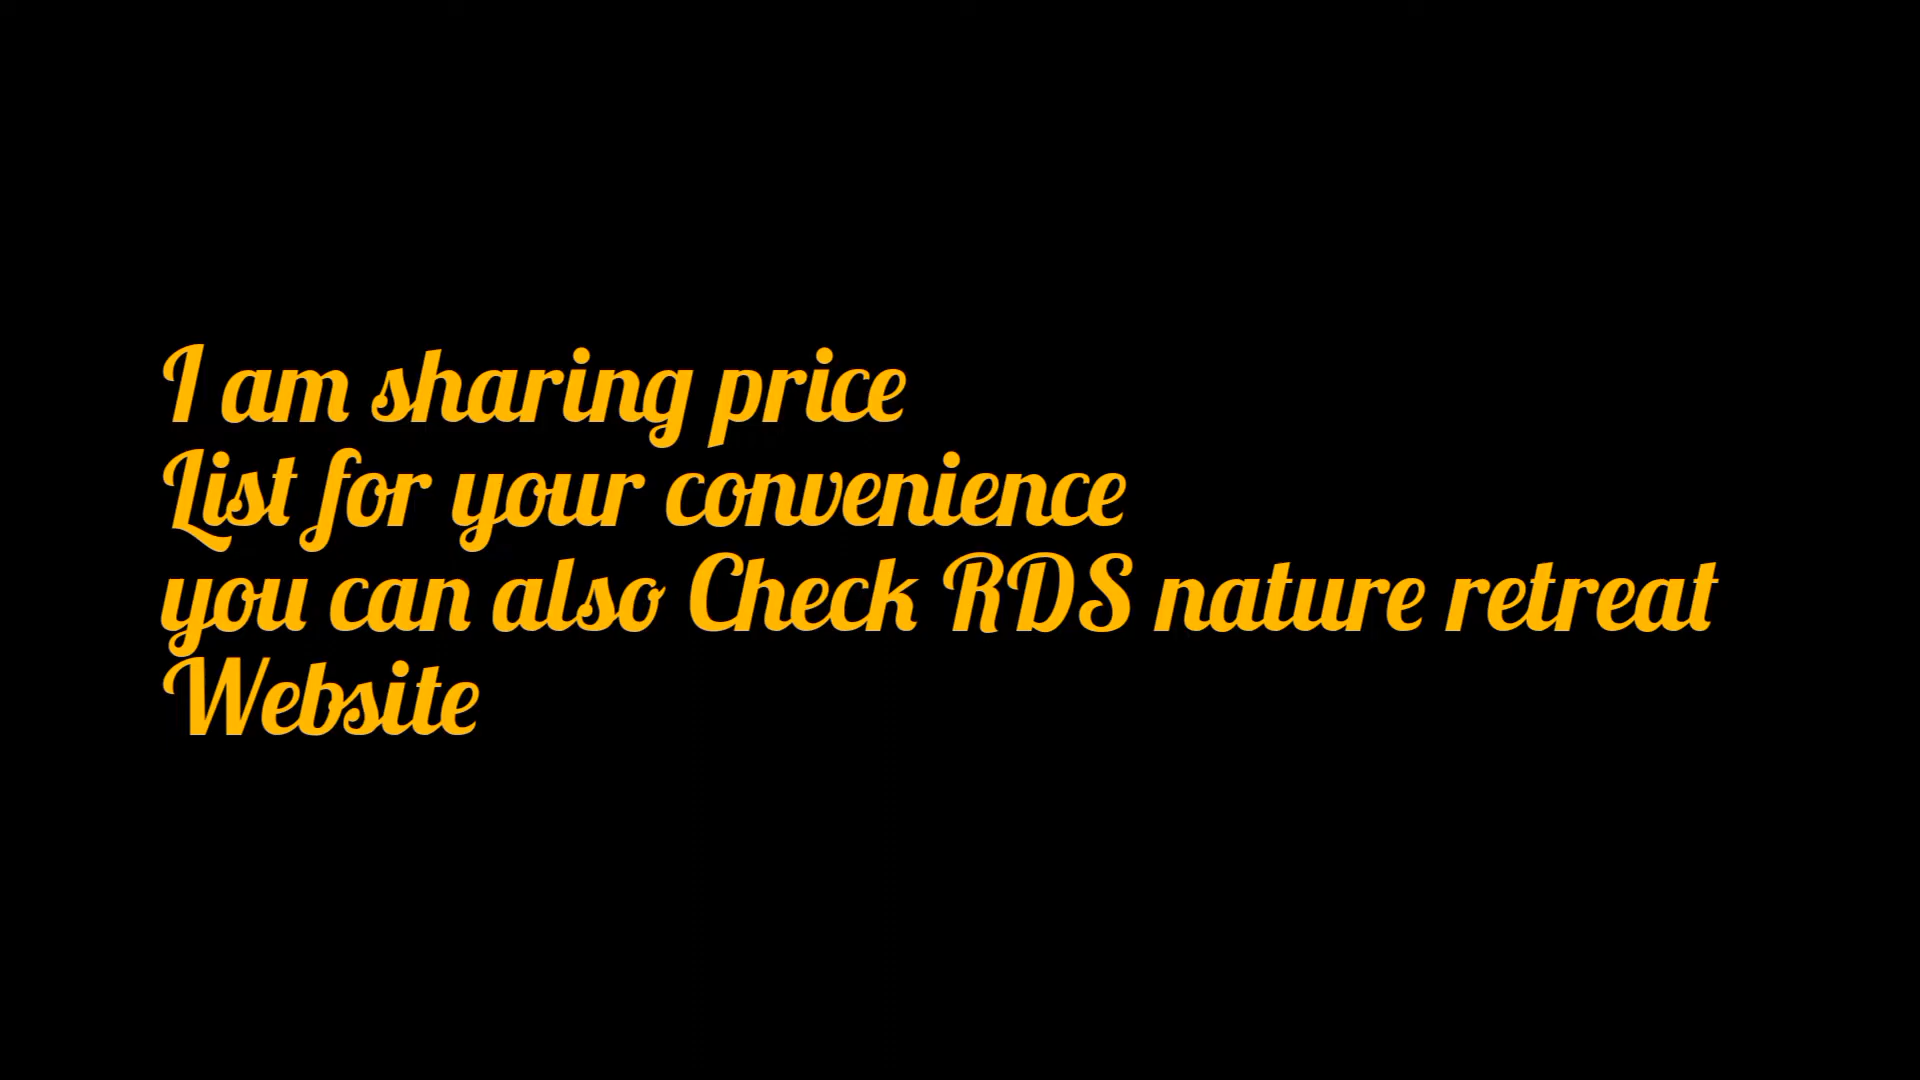 I am sharing price
List for your convenience
you can also Check RDS nature retreat
Website